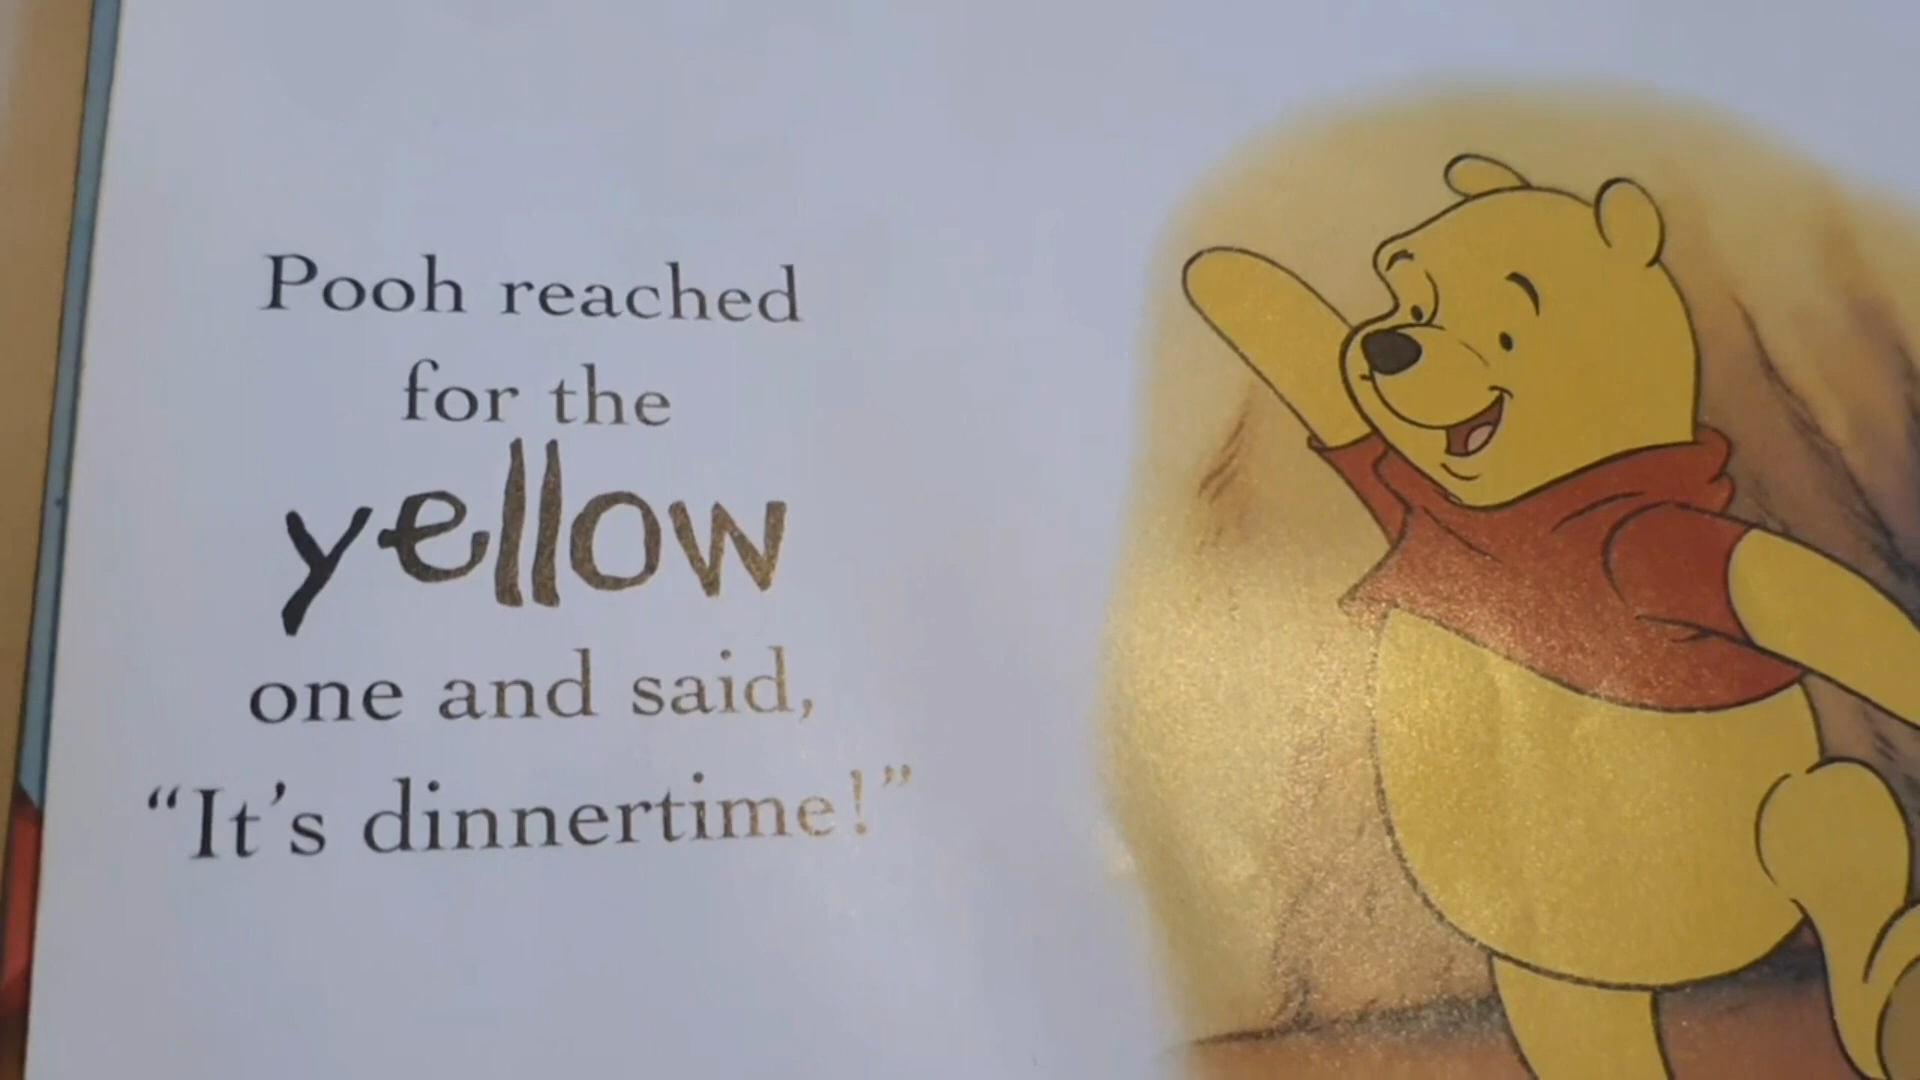 Pooh reached
for the
yellow
one and said,
“It’s dinnertime!”